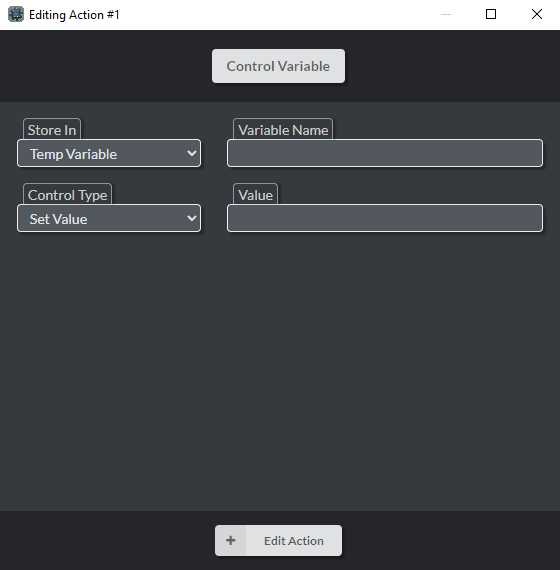 Editing Action #1
Control Variable
Store In
Variable Name
Temp Variable
Control Type
Value
Set Value
+ Edit Action